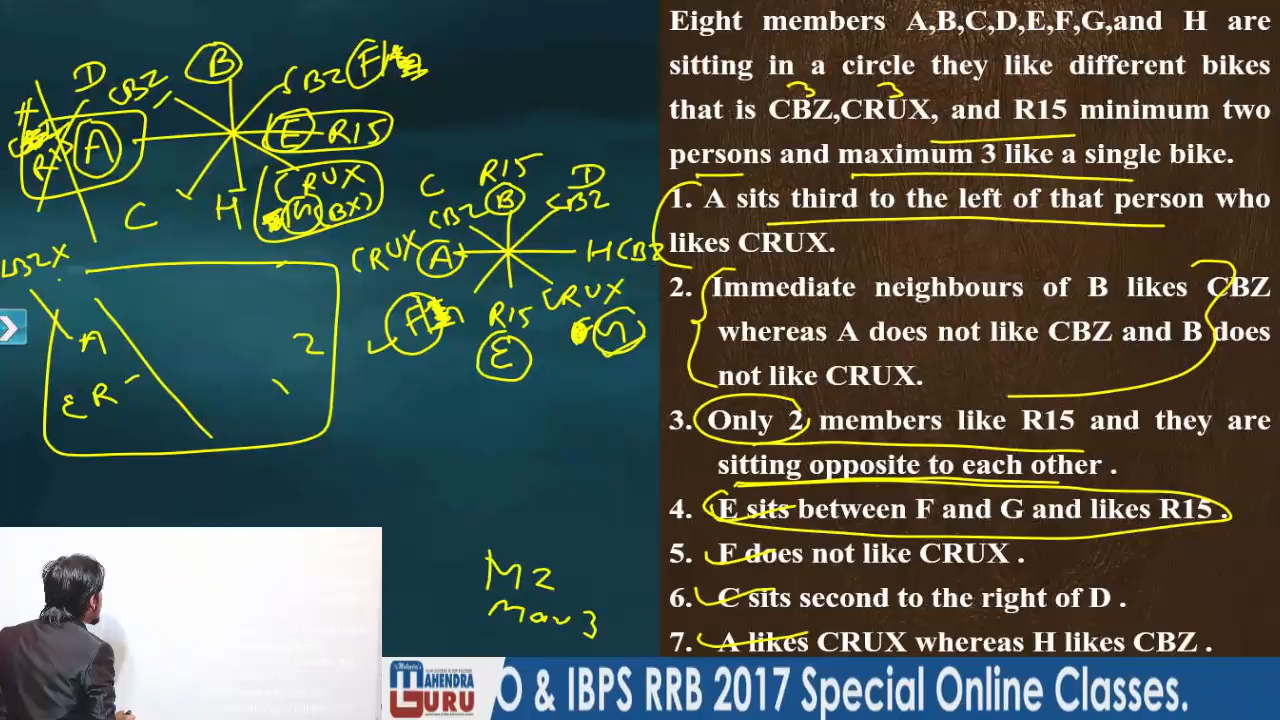 Eight members A,B,C,D,E,F,G,and H are
sitting in a circle they like different bikes
that is CBZ,CRUX, and R15 minimum two
persons and maximum 3 like a single bike.
1. A sits third to the left of that person who
likes CRUX.
2. Immediate neighbours of B likes CBZ
whereas A does not like CBZ and B does
not like CRUX.
3. Only 2 members like R15 and they are
sitting opposite to each other .
4. E sits between F and G and likes R15 .
5. F does not like CRUX .
6. C sits second to the right of D .
7. A likes CRUX whereas H likes CBZ .
3 3
D CBZ B CBZ F
A E R15
CRUX
C H
R15
C B D
CBZ CBZ
CRUX A H CBZ
CRUX
R15
E
A 2
E R
M 2
Max 3
MAHENDRA
GURU
O & IBPS RRB 2017 Special Online Classes.